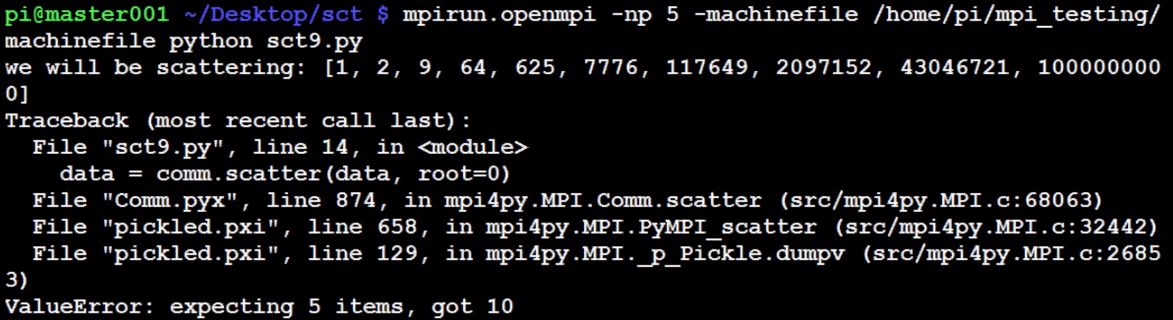 pi@master001 ~/Desktop/sct $ mpirun.openmpi -np 5 -machinefile /home/pi/mpi_testing/
machinefile python sct9.py
we will be scattering: [1, 2, 9, 64, 625, 7776, 117649, 2097152, 43046721, 100000000
0]
Traceback (most recent call last):
  File "sct9.py", line 14, in <module>
    data = comm.scatter(data, root=0)
  File "Comm.pyx", line 874, in mpi4py.MPI.Comm.scatter (src/mpi4py.MPI.c:68063)
  File "pickled.pxi", line 658, in mpi4py.MPI.PyMPI_scatter (src/mpi4py.MPI.c:32442)
  File "pickled.pxi", line 129, in mpi4py.MPI._p_Pickle.dumpv (src/mpi4py.MPI.c:2685
3)
ValueError: expecting 5 items, got 10